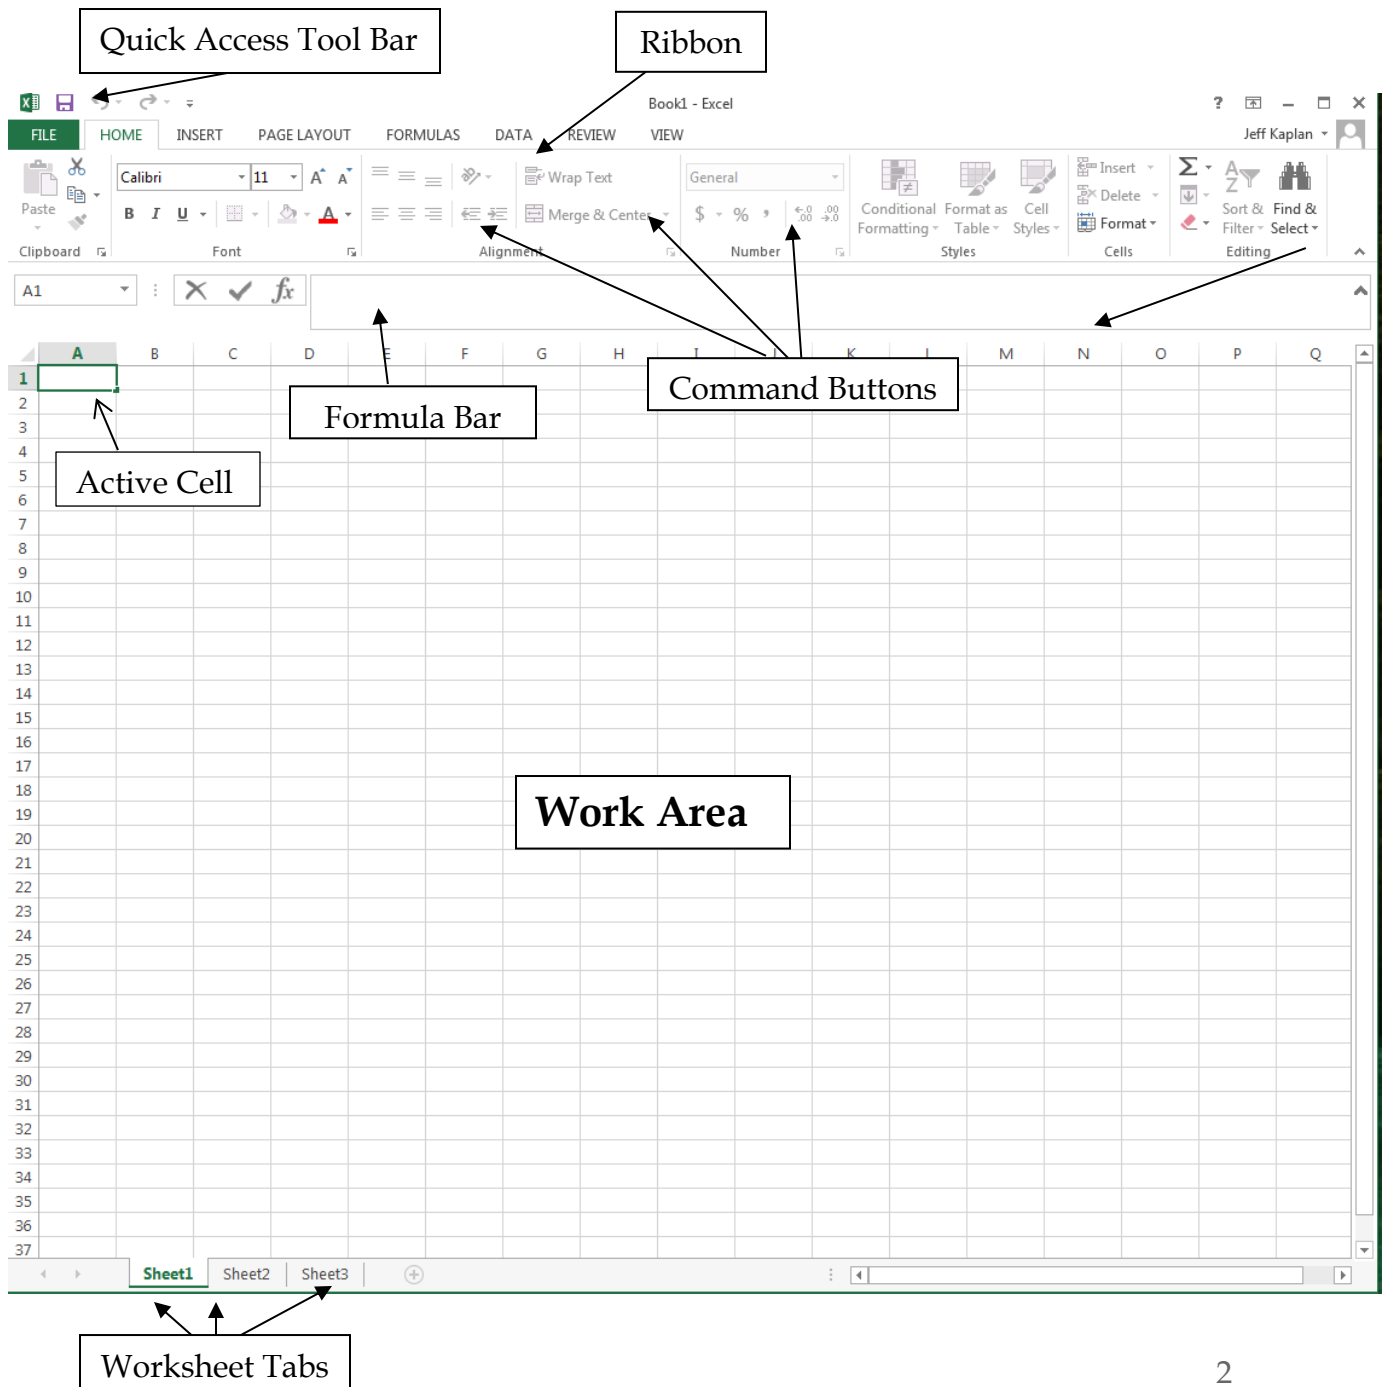 Quick Access Tool Bar
Ribbon
Book1 - Excel
?
FILE HOME INSERT PAGE LAYOUT FORMULAS DATA REVIEW VIEW
Jeff Kaplan
Calibri 11 A A
Wrap Text
General
Insert
Σ
Paste
B I U A
Merge & Center
$ % ,
Conditional Formatting
Format as Table
Cell Styles
Delete
Format
Sort & Filter
Find & Select
Clipboard Font Alignment Number Styles Cells Editing
A1
fx
A B C D E F G H I J K L M N O P Q
Command Buttons
Formula Bar
Active Cell
1
2
3
4
5
6
7
8
9
10
11
12
13
14
15
16
17
18
Work Area
19
20
21
22
23
24
25
26
27
28
29
30
31
32
33
34
35
36
37
Sheet1 Sheet2 Sheet3
Worksheet Tabs
2